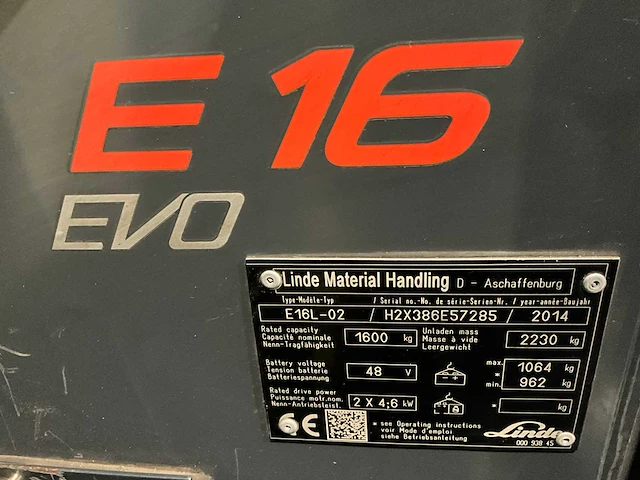 E 16
EVO
Linde Material Handling D - Aschaffenburg
Type-Modèle-Typ / Serial no.-No. de série-Serien-Nr. / year-année-Baujahr
E16L-02 / H2X386E57285 / 2014
Rated capacity
Capacité nominale
Nenn-Tragfähigkeit
1600 kg
Unladen mass
Masse à vide
Leergewicht
2230 kg
Battery voltage
Tension batterie
Batteriespannung
48 V
max. 1064 kg
*
min. 962 kg
Rated drive power
Puissance motr.nom.
Nenn-Antriebsleist.
2 X 4,6 kW
* kg
CE
* see Operating instructions
voir Mode d'emploi
siehe Betriebsanleitung
Linde
000 938 45